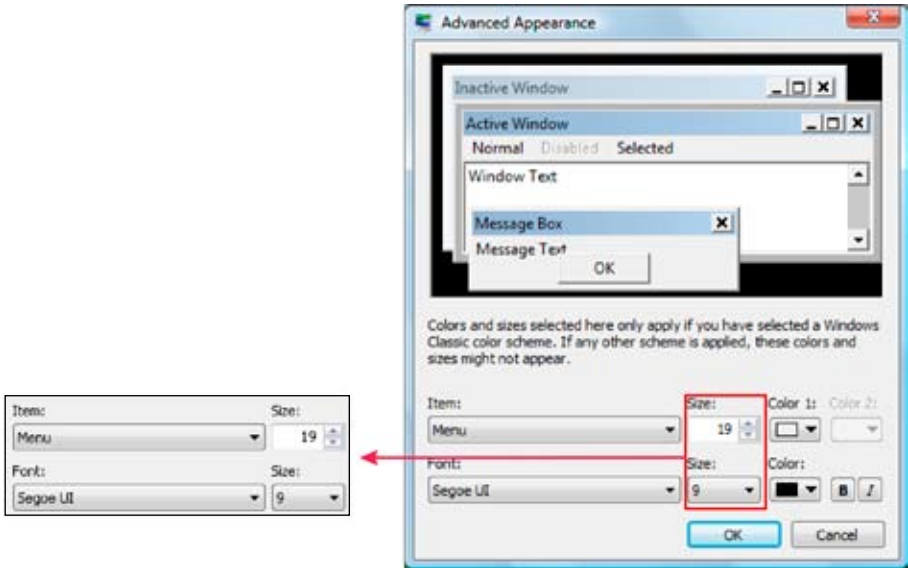 Advanced Appearance
Inactive Window
Active Window
Normal Disabled Selected
Window Text
Message Box
Message Text
OK
Colors and sizes selected here only apply if you have selected a Windows
Classic color scheme. If any other scheme is applied, these colors and
sizes might not appear.
Item: Size: Color 1: Color 2:
Menu 19
Font: Size: Color:
Segoe UI 9 B I
OK Cancel
Item: Size:
Menu 19
Font: Size:
Segoe UI 9